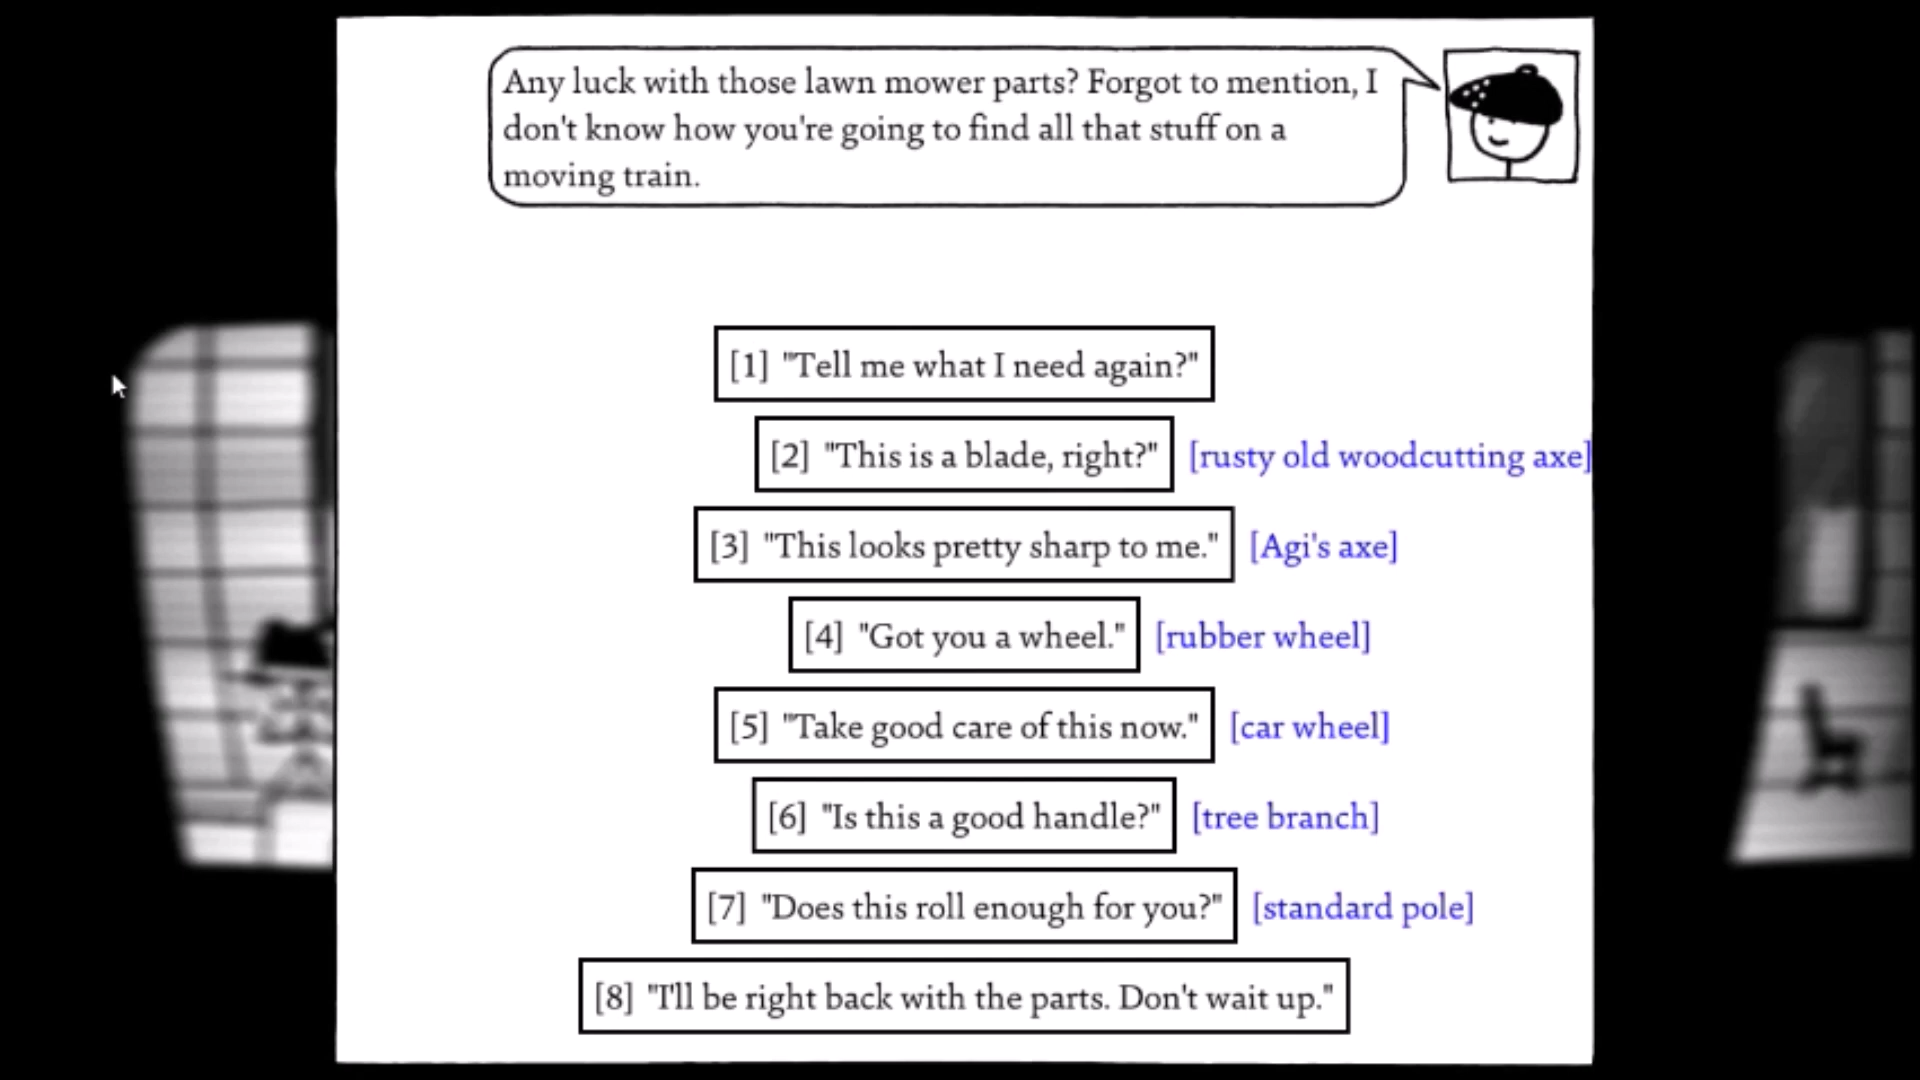 Any luck with those lawn mower parts? Forgot to mention, I
don't know how you're going to find all that stuff on a
moving train.
[1] "Tell me what I need again?"
[2] "This is a blade, right?" [rusty old woodcutting axe]
[3] "This looks pretty sharp to me." [Agi's axe]
[4] "Got you a wheel." [rubber wheel]
[5] "Take good care of this now." [car wheel]
[6] "Is this a good handle?" [tree branch]
[7] "Does this roll enough for you?" [standard pole]
[8] "I'll be right back with the parts. Don't wait up."